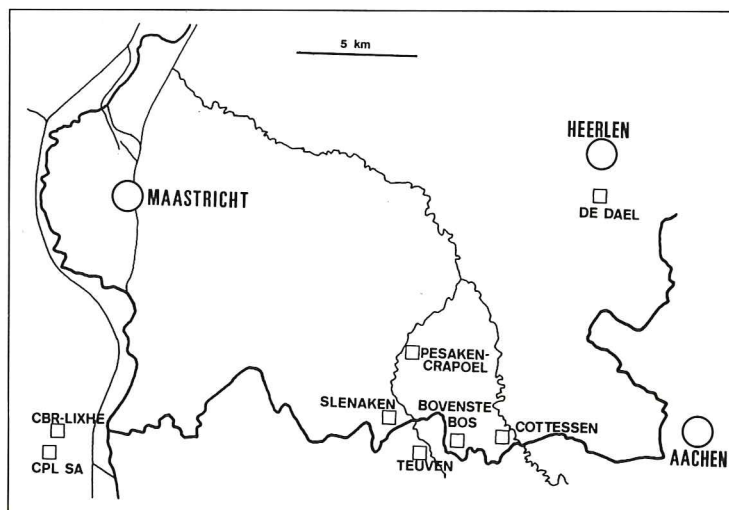 5 km
HEERLEN
MAASTRICHT
DE DAEL
PESAKEN-
CRAPOEL
SLENAKEN
BOVENSTE
BOS
CBR-LIXHE
COTTESSEN
CPL SA
TEUVEN
AACHEN